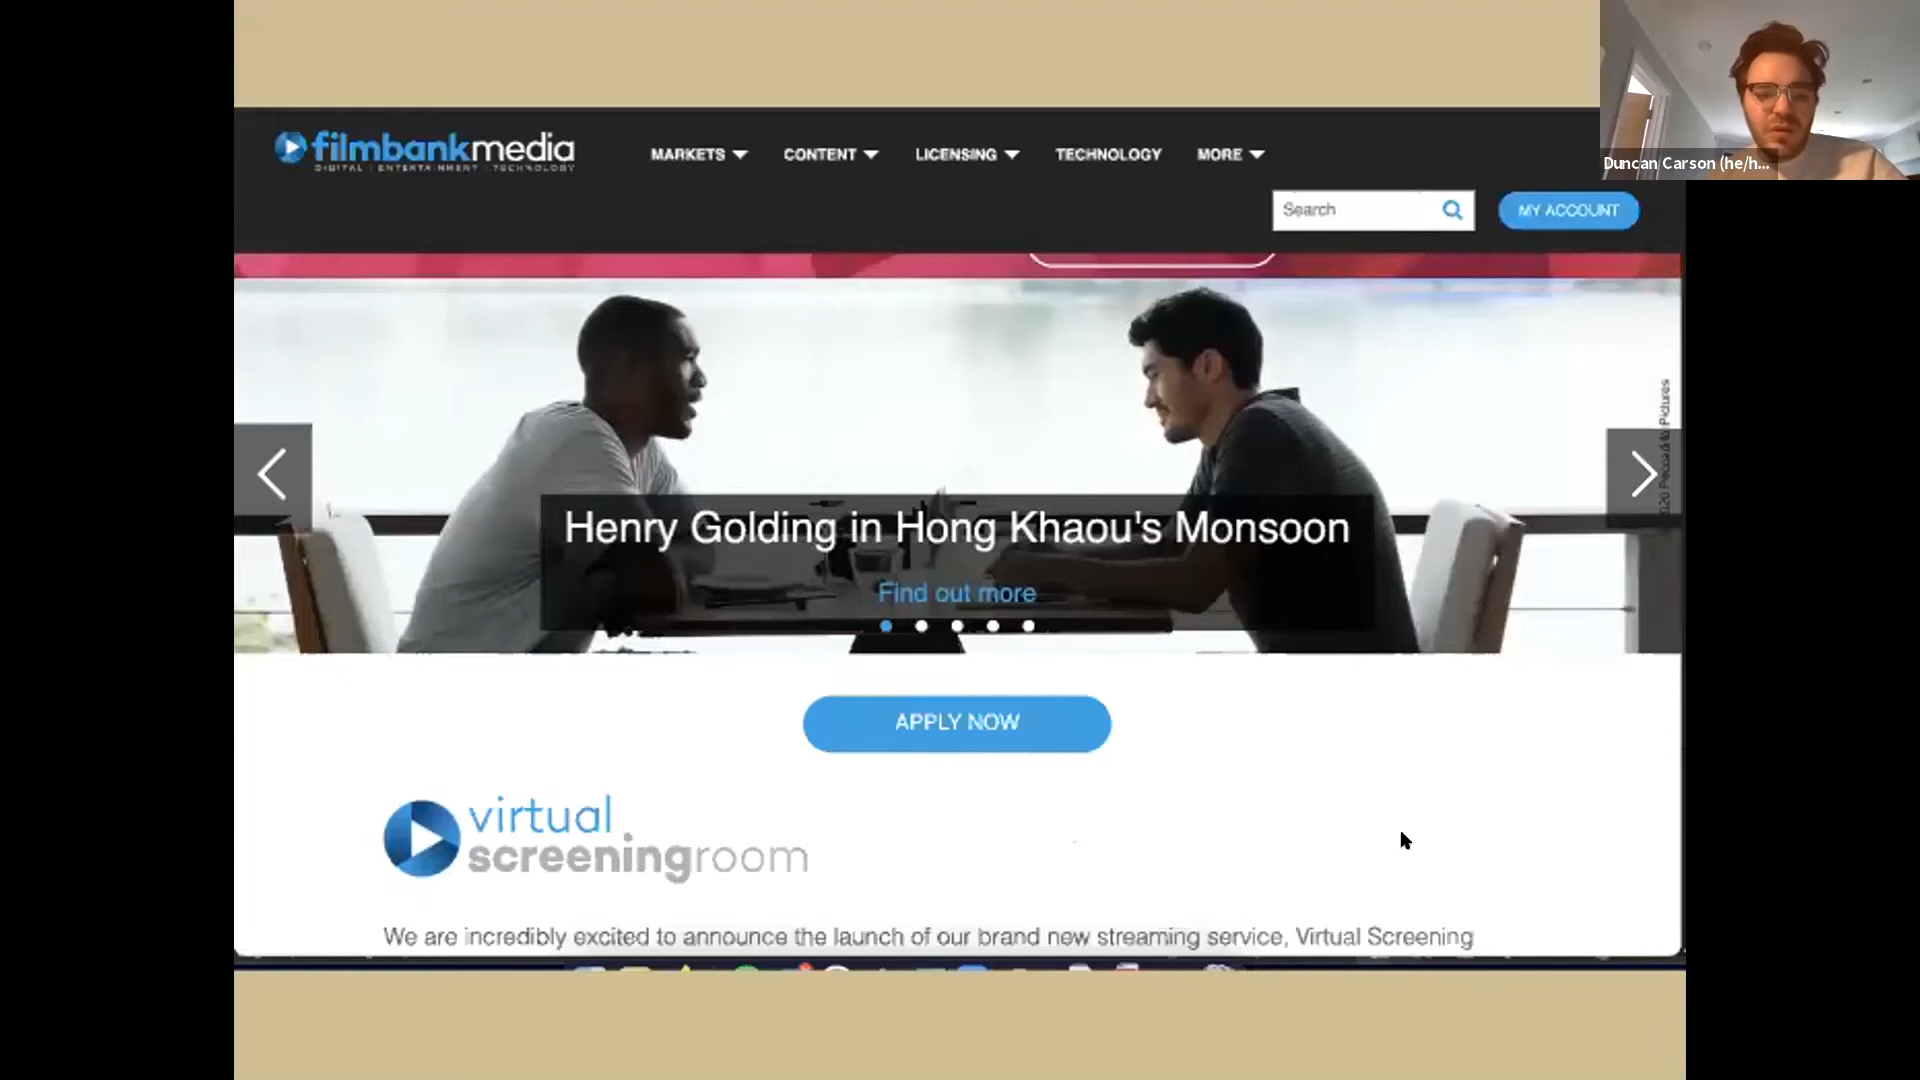 filmbankmedia
DIGITAL | ENTERTAINMENT | TECHNOLOGY
MARKETS CONTENT LICENSING TECHNOLOGY MORE
Duncan Carson (he/h...
Search
MY ACCOUNT
Pictures
Henry Golding in Hong Khaou's Monsoon
Find out more
APPLY NOW
virtual
screeningroom
We are incredibly excited to announce the launch of our brand new streaming service, Virtual Screening